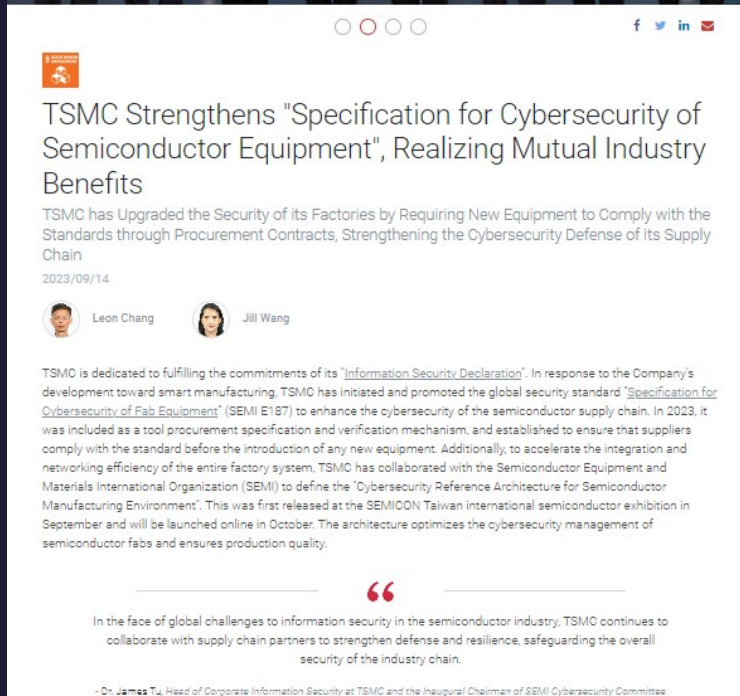 TSMC Strengthens "Specification for Cybersecurity of
Semiconductor Equipment", Realizing Mutual Industry
Benefits
TSMC has Upgraded the Security of its Factories by Requiring New Equipment to Comply with the
Standards through Procurement Contracts, Strengthening the Cybersecurity Defense of its Supply
Chain
2023/09/14
Leon Chang
Jill Wang
TSMC is dedicated to fulfilling the commitments of its "Information Security Declaration". In response to the Company's
development toward smart manufacturing, TSMC has initiated and promoted the global security standard "Specification for
Cybersecurity of Fab Equipment" (SEMI E187) to enhance the cybersecurity of the semiconductor supply chain. In 2023, it
was included as a tool procurement specification and verification mechanism, and established to ensure that suppliers
comply with the standard before the introduction of any new equipment. Additionally, to accelerate the integration and
networking efficiency of the entire factory system, TSMC has collaborated with the Semiconductor Equipment and
Materials International Organization (SEMI) to define the "Cybersecurity Reference Architecture for Semiconductor
Manufacturing Environment". This was first released at the SEMICON Taiwan international semiconductor exhibition in
September and will be launched online in October. The architecture optimizes the cybersecurity management of
semiconductor fabs and ensures production quality.
In the face of global challenges to information security in the semiconductor industry, TSMC continues to
collaborate with supply chain partners to strengthen defense and resilience, safeguarding the overall
security of the industry chain.
- Dr. James Tu, Head of Corporate Information Security at TSMC and the Inaugural Chairman of SEMI Cybersecurity Committee